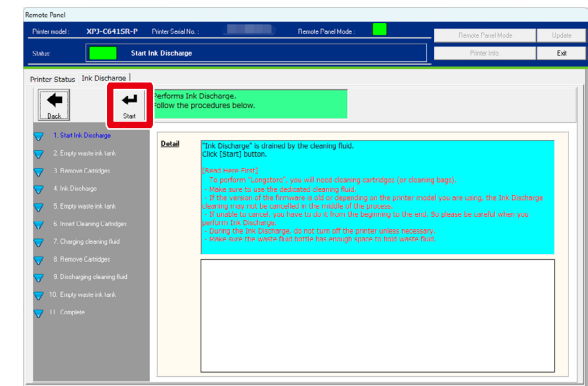 Remote Panel
Printer model : XPJ-C641SR-P Printer Serial No. : Remote Panel Mode : Remote Panel Mode Update
Status: Start Ink Discharge Printer Info. Exit
Printer Status Ink Discharge
Back Start
Performs Ink Discharge.
Follow the procedures below.
1. Start Ink Discharge
2. Empty waste ink tank
3. Remove Cartridges
4. Ink Discharge
5. Empty waste ink tank
6. Insert Cleaning Cartridges
7. Charging cleaning fluid
8. Remove Cartridges
9. Discharging cleaning fluid
10. Empty waste ink tank
11. Complete
Detail
"Ink Discharge" is drained by the cleaning fluid.
Click [Start] button.
[Read Here First]
- To perform "Longstore", you will need cleaning cartridges (or cleaning bags).
- Make sure to use the dedicated cleaning fluid.
- If the version of the firmware is old or depending on the printer model you are using, the Ink Discharge
cleaning may not be cancelled in the middle of the process.
- If unable to cancel, you have to do it from the beginning to the end. So please be careful when you
perform Ink Discharge.
- During the Ink Discharge, do not turn off the printer unless necessary.
- Make sure the waste fluid bottle has enough space to hold waste fluid.